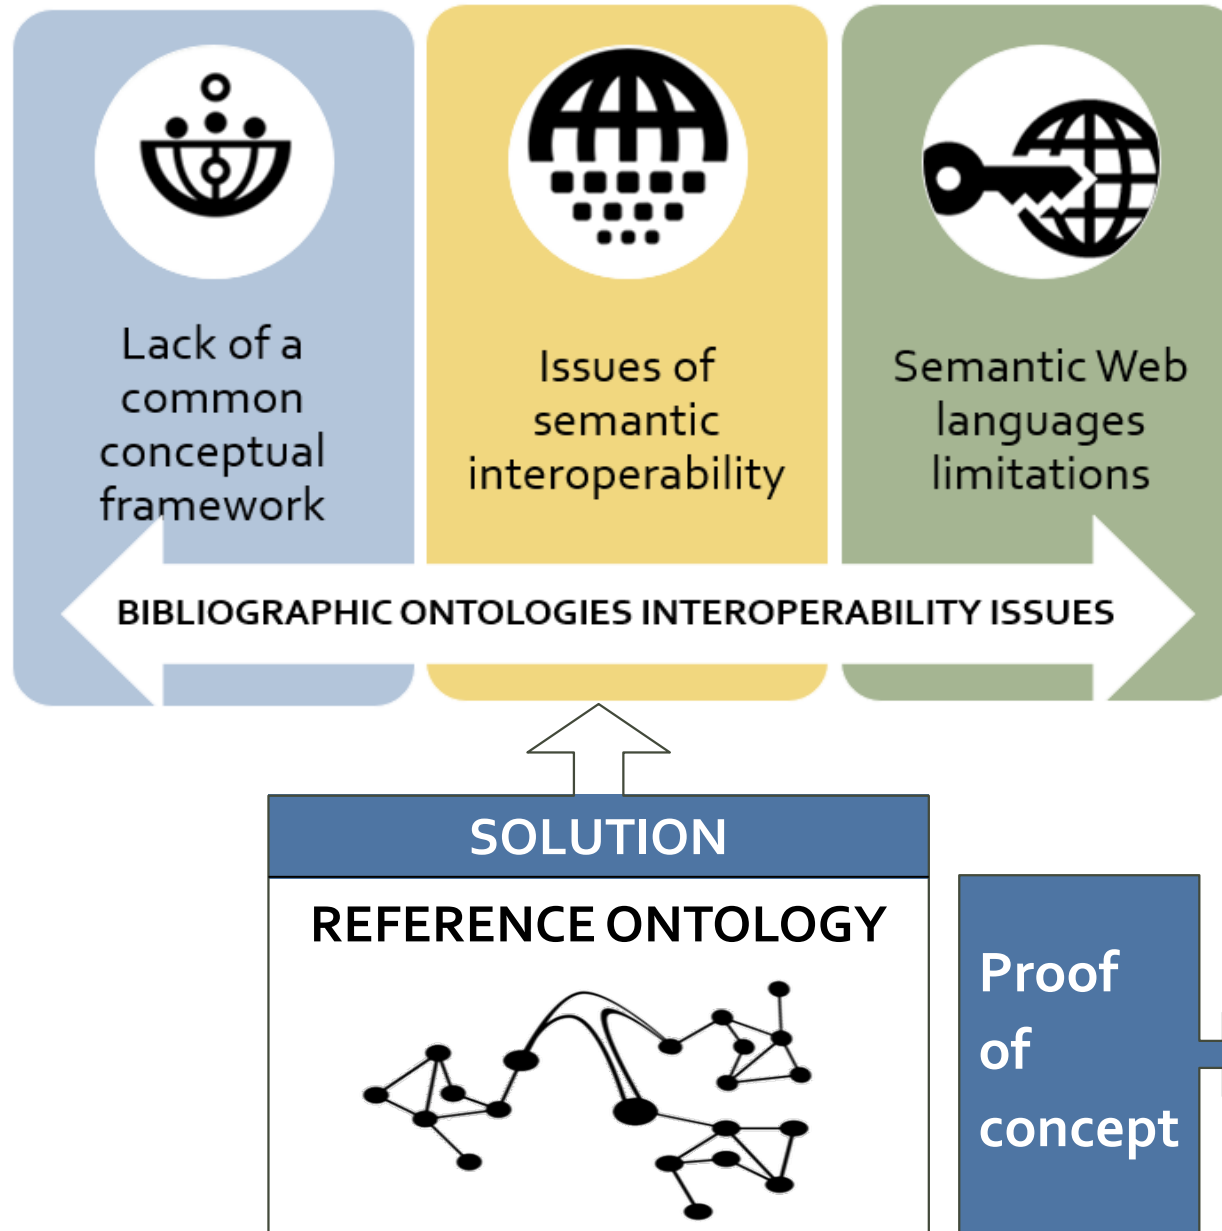 Lack of a
common
conceptual
framework
Issues of
semantic
interoperability
Semantic Web
languages
limitations
BIBLIOGRAPHIC ONTOLOGIES INTEROPERABILITY ISSUES
SOLUTION
REFERENCE ONTOLOGY
Proof
of
concept